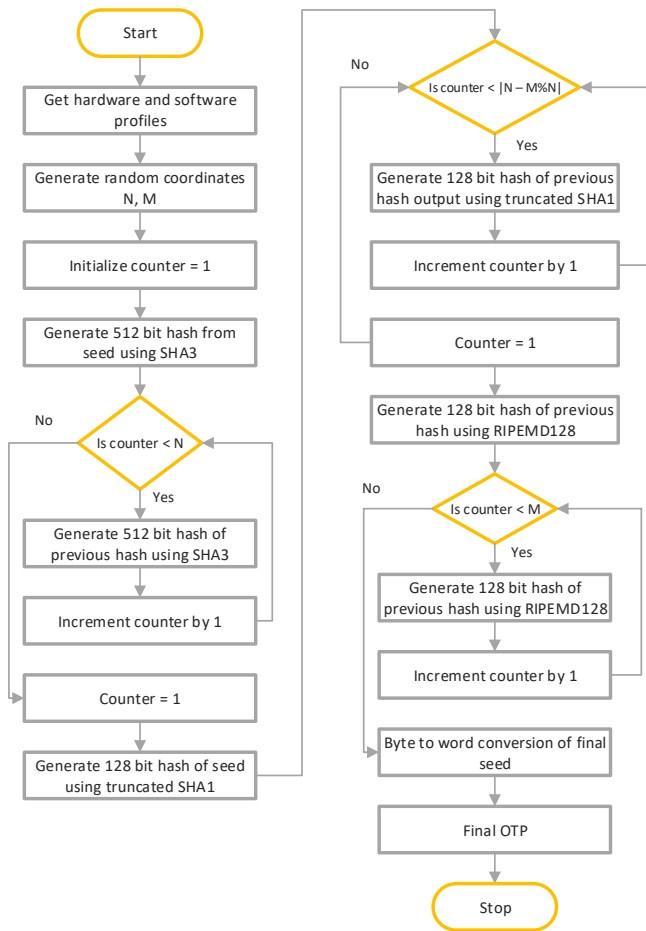 Start
Get hardware and software
profiles
Generate random coordinates
N, M
Initialize counter = 1
Generate 512 bit hash from
seed using SHA3
No
Is counter < N
Yes
Generate 512 bit hash of
previous hash using SHA3
Increment counter by 1
Counter = 1
Generate 128 bit hash of seed
using truncated SHA1
No
Is counter < |N – M%N|
Yes
Generate 128 bit hash of previous
hash output using truncated SHA1
Increment counter by 1
Counter = 1
Generate 128 bit hash of previous
hash using RIPEMD128
No
Is counter < M
Yes
Generate 128 bit hash of
previous hash using RIPEMD128
Increment counter by 1
Byte to word conversion of final
seed
Final OTP
Stop